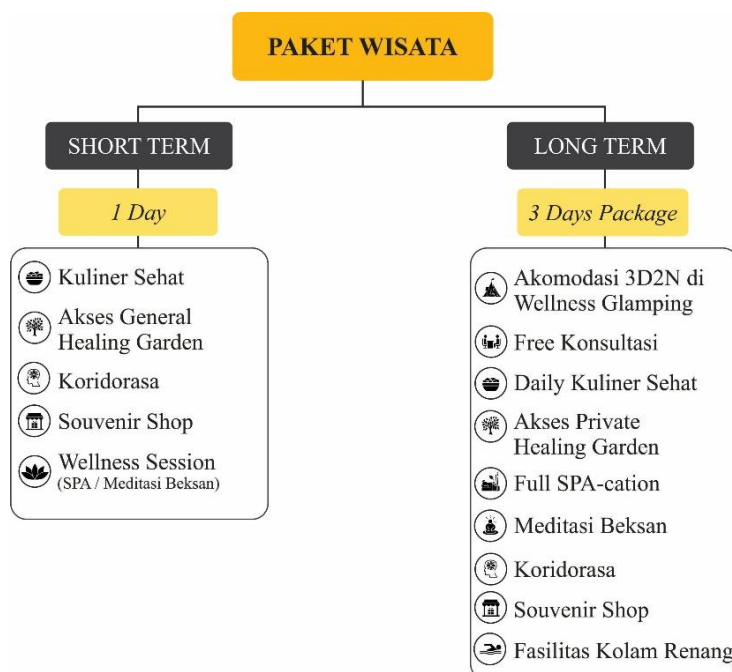 PAKET WISATA
SHORT TERM
1 Day
Kuliner Sehat
Akses General
Healing Garden
Koridorasa
Souvenir Shop
Wellness Session
(SPA / Meditasi Beksan)
LONG TERM
3 Days Package
Akomodasi 3D2N di
Wellness Glamping
Free Konsultasi
Daily Kuliner Sehat
Akses Private
Healing Garden
Full SPA-cation
Meditasi Beksan
Koridorasa
Souvenir Shop
Fasilitas Kolam Renang